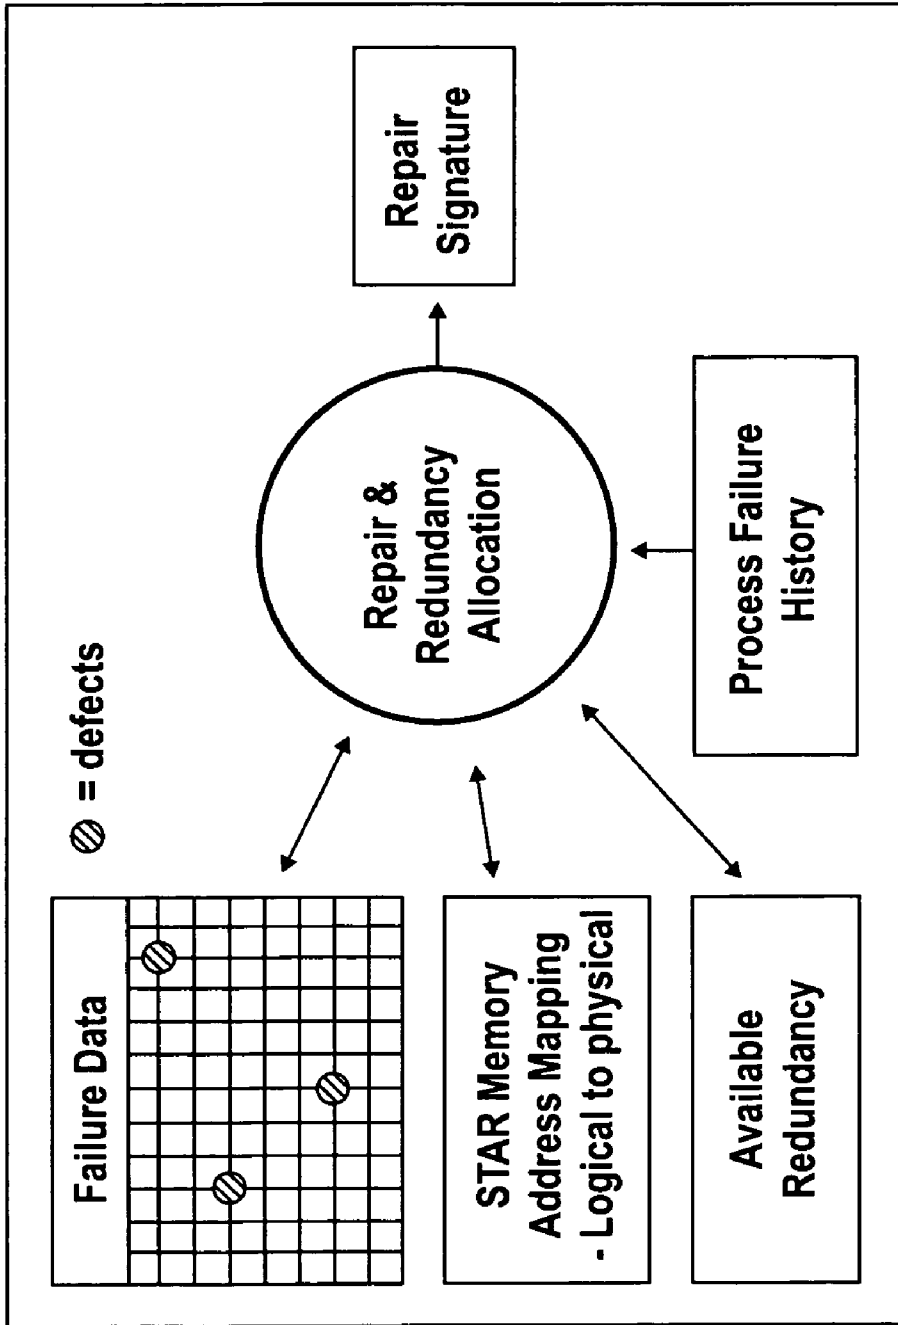 Failure Data
= defects
STAR Memory
Address Mapping
- Logical to physical
Available
Redundancy
Repair &
Redundancy
Allocation
Process Failure
History
Repair
Signature